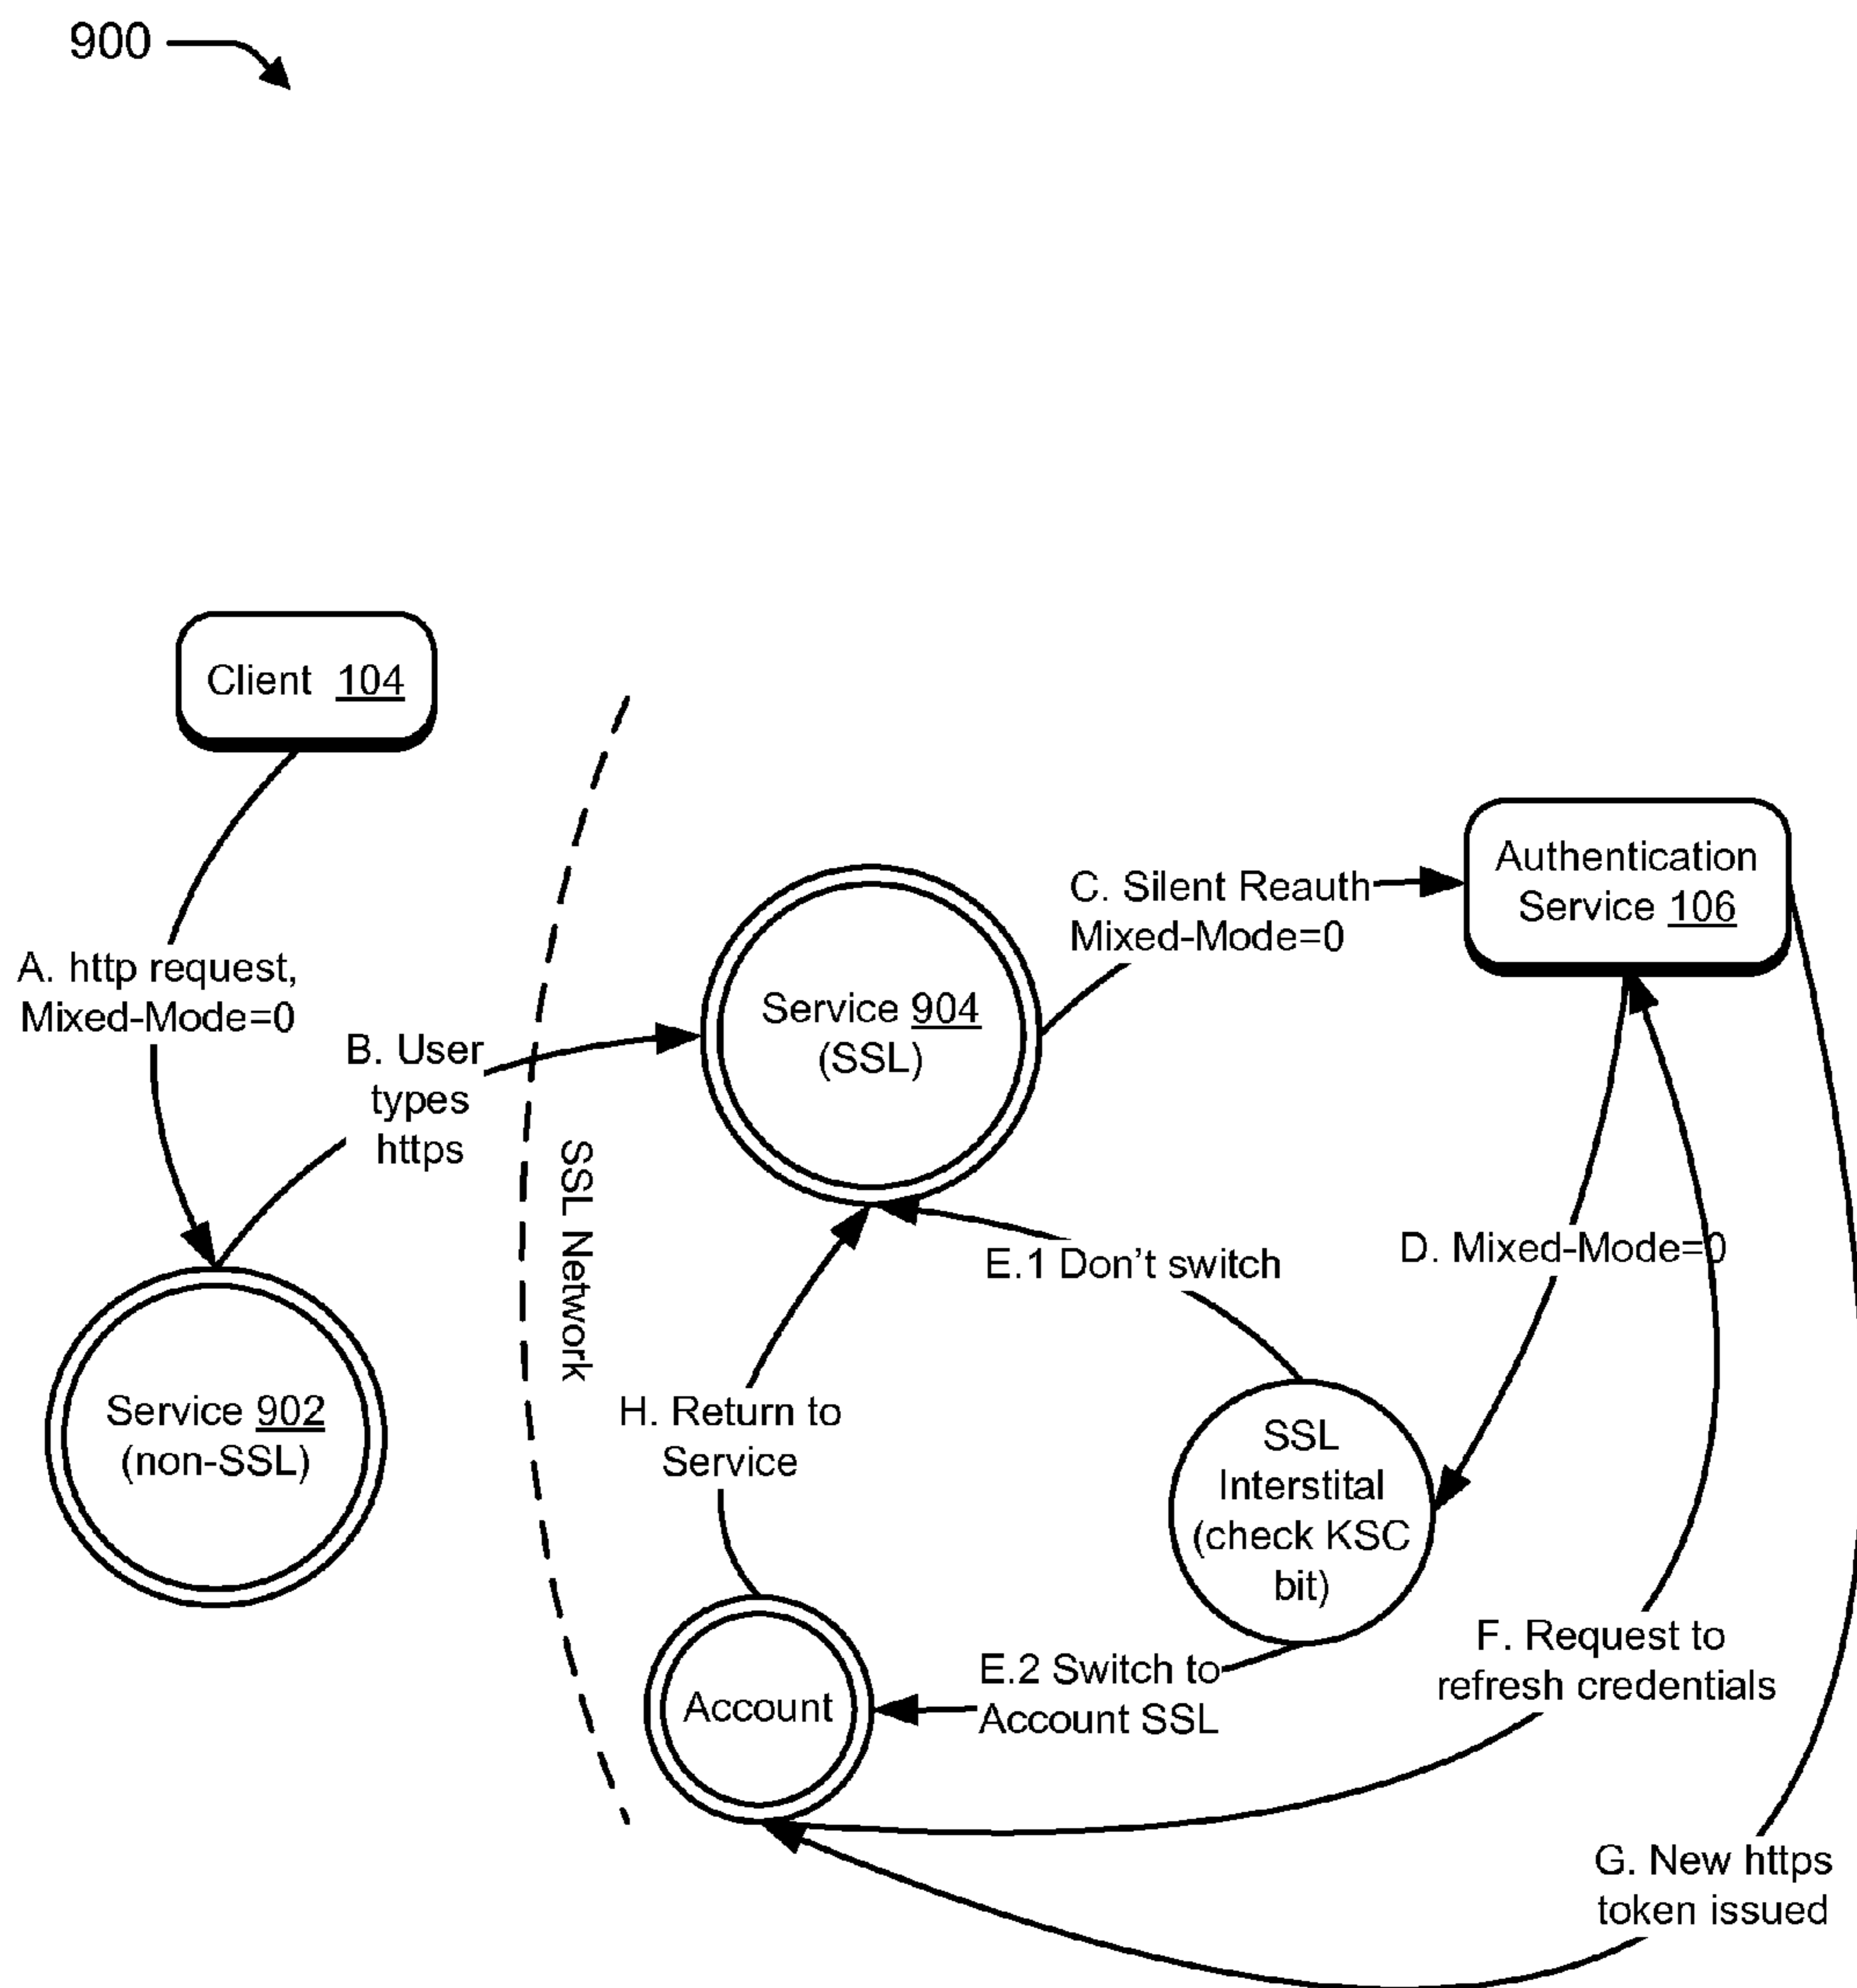 900
Client 104
A. http request,
Mixed-Mode=0
B. User
types
https
Service 902
(non-SSL)
SSL Network
Service 904
(SSL)
C. Silent Reauth
Mixed-Mode=0
Authentication
Service 106
D. Mixed-Mode=0
E.1 Don't switch
SSL
Interstital
(check KSC
bit)
H. Return to
Service
E.2 Switch to
Account SSL
Account
F. Request to
refresh credentials
G. New https
token issued